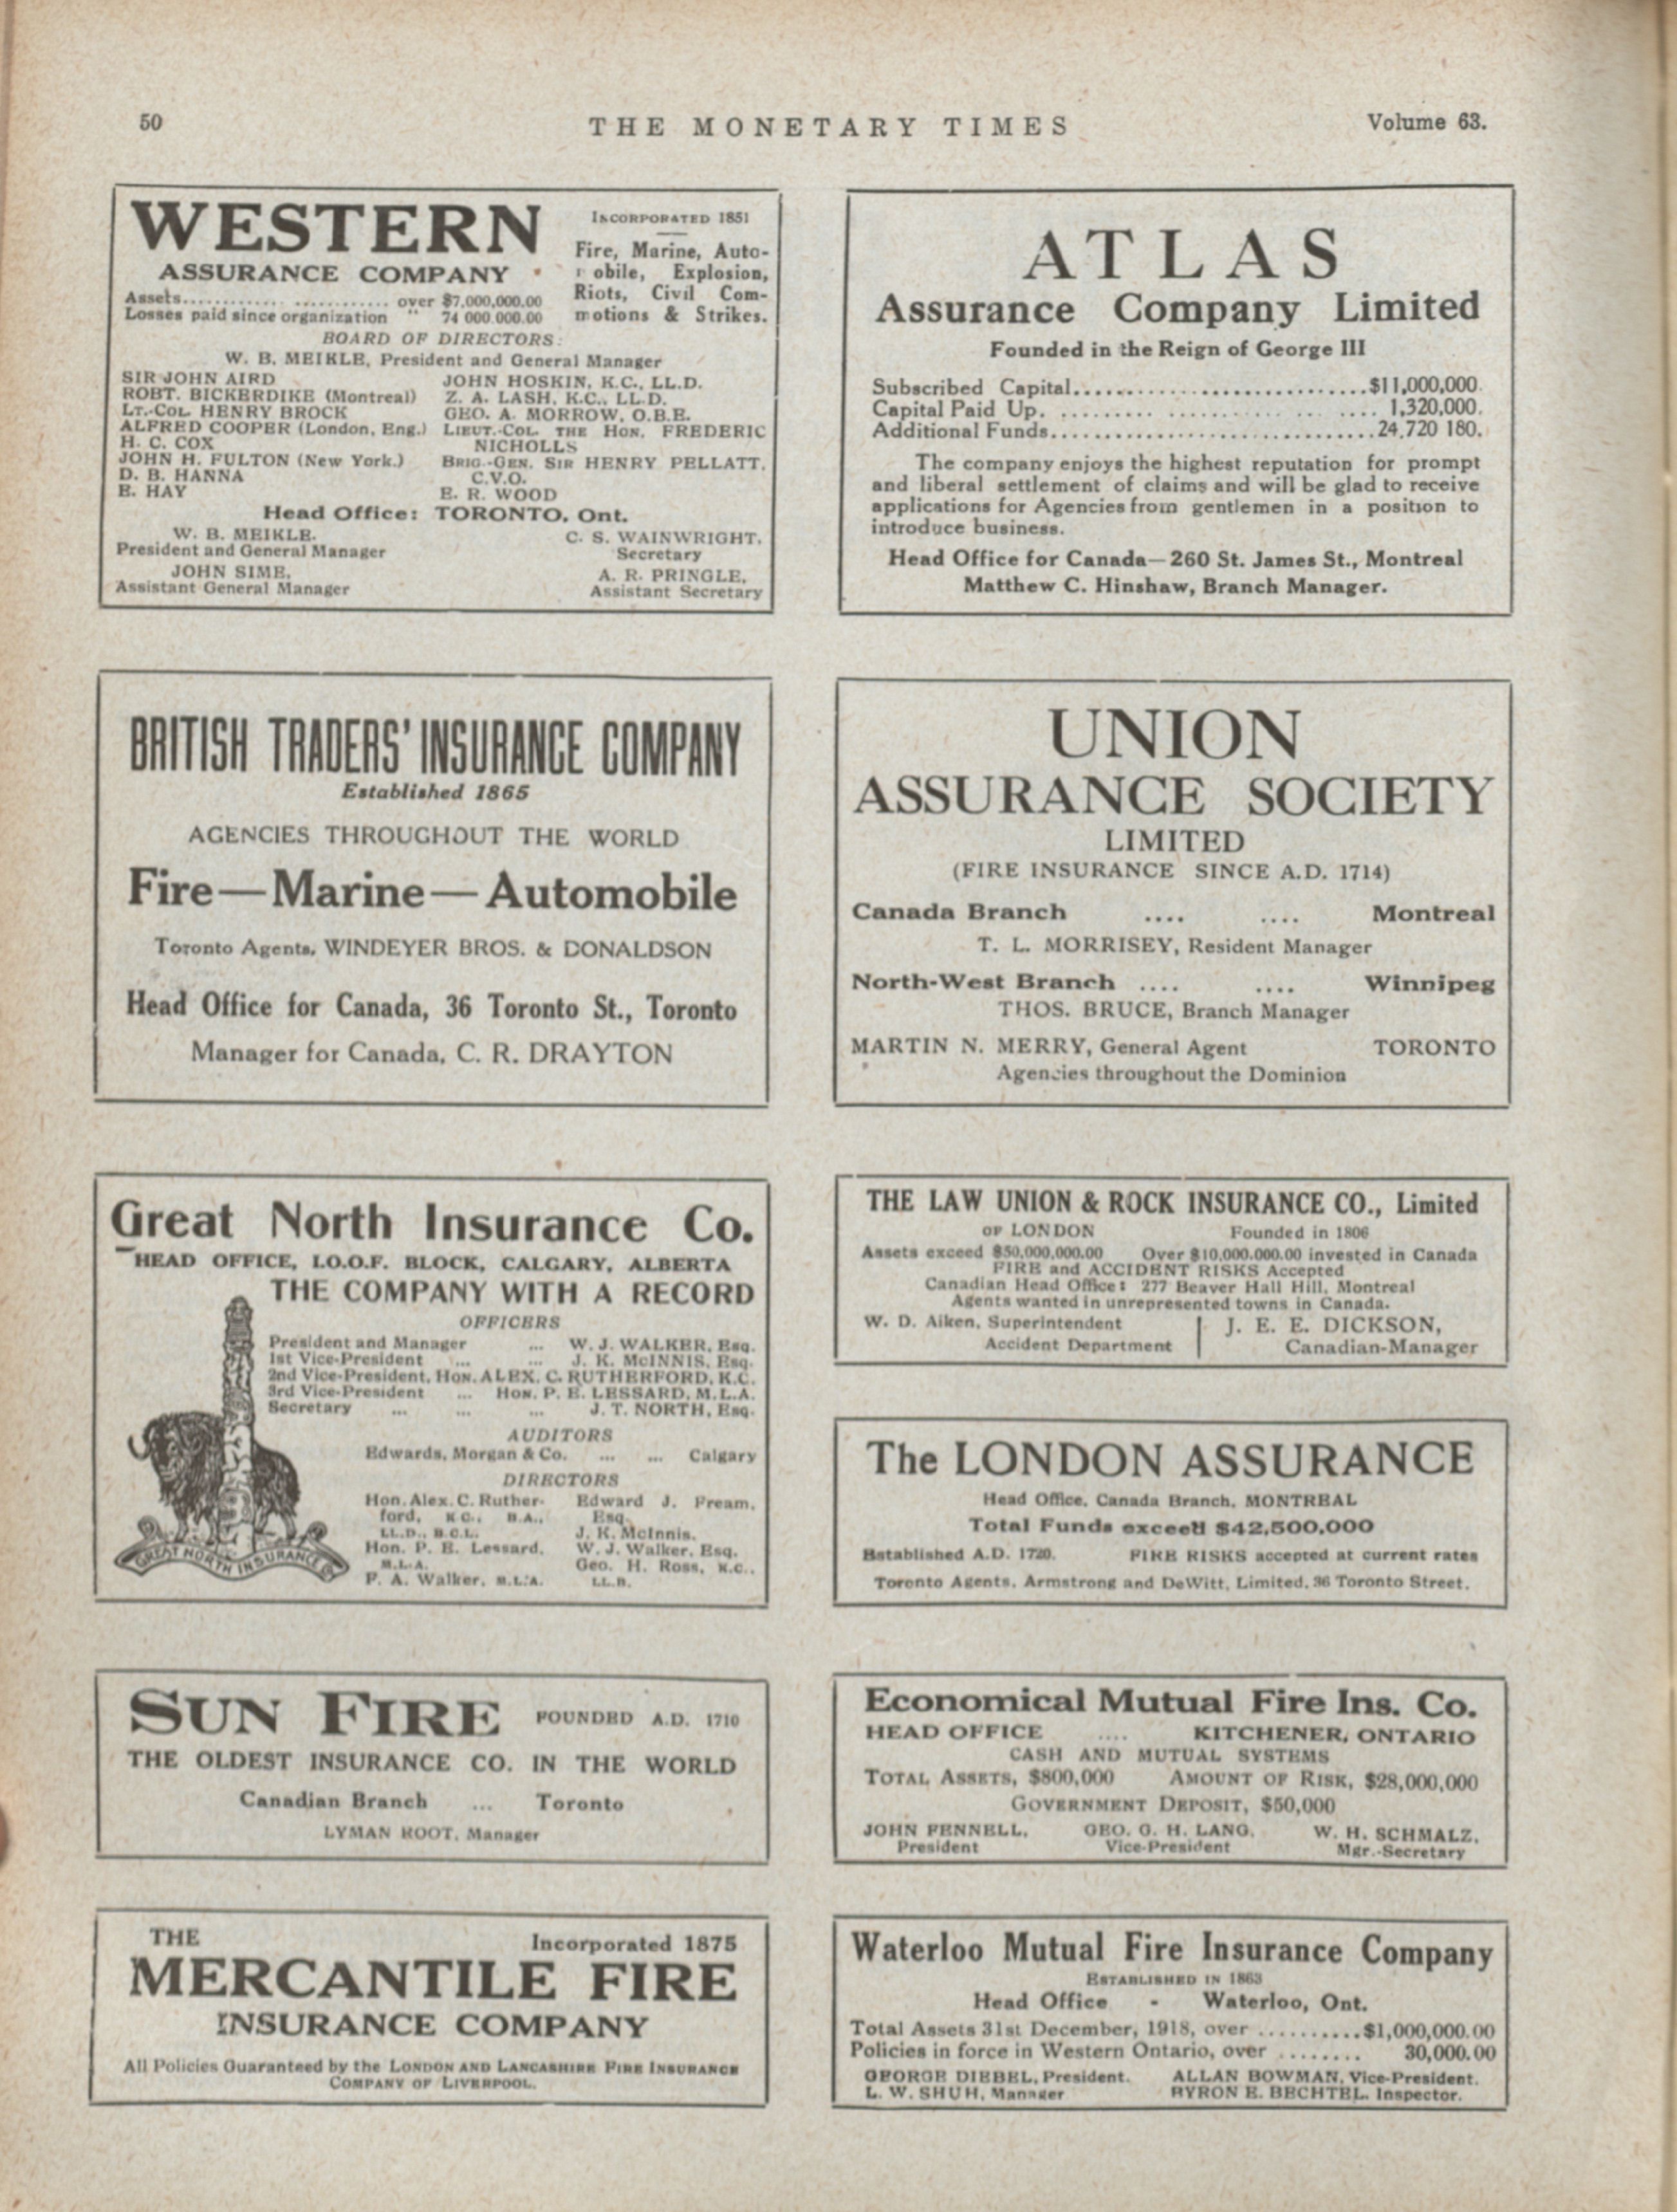 50
THE MONETARY TIMES
Volume 63.
WESTERN
ASSURANCE COMPANY
INCORPORATED 1851
Fire, Marine, Auto-
obile, Explosion,
Riots, Civil Com-
motions & Strikes.
Assets............. ............ over $7,000,000.00
Losses paid since organization " 74 000.000.00
BOARD OF DIRECTORS:
W. B. MEIKLE, President and General Manager
SIR JOHN AIRD
ROBT. BICKERDIKE (Montreal)
LT.-COL. HENRY BROCK
ALFRED COOPER (London, Eng.)
H. C. COX
JOHN H. FULTON (New York.)
D. B. HANNA
E. HAY
JOHN HOSKIN, K.C., LL.D.
Z. A. LASH, K.C., LL.D.
GEO. A. MORROW, O.B.E.
LIEUT.-COL. THE HON. FREDERIC
NICHOLLS
BRIG.-GEN. SIR HENRY PELLATT,
C.V.O.
E. R. WOOD
Head Office: TORONTO, Ont.
W. B. MEIKLE,
President and General Manager
JOHN SIME,
Assistant General Manager
C. S. WAINWRIGHT,
Secretary
A. R. PRINGLE,
Assistant Secretary
ATLAS
Assurance Company Limited
Founded in the Reign of George III
Subscribed Capital..............................$11,000,000.
Capital Paid Up. ......... ......................... 1,320,000.
Additional Funds.................................24,720 180.
The company enjoys the highest reputation for prompt
and liberal settlement of claims and will be glad to receive
applications for Agencies from gentlemen in a position to
introduce business.
Head Office for Canada—260 St. James St., Montreal
Matthew C. Hinshaw, Branch Manager.
BRITISH TRADERS' INSURANCE COMPANY
Established 1865
AGENCIES THROUGHOUT THE WORLD
Fire—Marine—Automobile
Toronto Agents, WINDEYER BROS. & DONALDSON
Head Office for Canada, 36 Toronto St., Toronto
Manager for Canada, C. R. DRAYTON
UNION
ASSURANCE SOCIETY
LIMITED
(FIRE INSURANCE SINCE A.D. 1714)
Canada Branch .... .... Montreal
T. L. MORRISEY, Resident Manager
North-West Branch .... .... Winnipeg
THOS. BRUCE, Branch Manager
MARTIN N. MERRY, General Agent TORONTO
Agencies throughout the Dominion
Great North Insurance Co.
HEAD OFFICE, I.O.O.F. BLOCK, CALGARY, ALBERTA
THE COMPANY WITH A RECORD
OFFICERS
President and Manager ... W. J. WALKER, Esq.
1st Vice-President ... ... J. K. McINNIS, Esq.
2nd Vice-President, HON. ALEX. C. RUTHERFORD, K.C.
3rd Vice-President ... HON. P. E. LESSARD, M.L.A.
Secretary ... ... ... J. T. NORTH, Esq.
AUDITORS
Edwards, Morgan & Co. ... ... Calgary
DIRECTORS
Hon. Alex. C. Ruther-
ford, K.C., B.A.,
LL.D., B.C.L.
Hon. P. E. Lessard,
M.L.A.
F. A. Walker, M.L.A.
Edward J. Fream,
Esq.
J. K. McInnis,
W. J. Walker, Esq.
Geo. H. Ross, K.C.,
LL.B.
GREAT NORTH INSURANCE Co.
THE LAW UNION & ROCK INSURANCE CO., Limited
OF LONDON Founded in 1806
Assets exceed $50,000,000.00 Over $10,000,000.00 invested in Canada
FIRE and ACCIDENT RISKS Accepted
Canadian Head Office: 277 Beaver Hall Hill, Montreal
Agents wanted in unrepresented towns in Canada.
W. D. Aiken, Superintendent
Accident Department
J. E. E. DICKSON,
Canadian-Manager
The LONDON ASSURANCE
Head Office, Canada Branch, MONTREAL
Total Funds exceed $42,500,000
Established A.D. 1720. FIRE RISKS accepted at current rates
Toronto Agents, Armstrong and DeWitt, Limited, 36 Toronto Street.
SUN FIRE FOUNDED A.D. 1710
THE OLDEST INSURANCE CO. IN THE WORLD
Canadian Branch ... Toronto
LYMAN ROOT, Manager
Economical Mutual Fire Ins. Co.
HEAD OFFICE .... KITCHENER, ONTARIO
CASH AND MUTUAL SYSTEMS
TOTAL ASSETS, $800,000 AMOUNT OF RISK, $28,000,000
GOVERNMENT DEPOSIT, $50,000
JOHN FENNELL,
President
GEO. G. H. LANG,
Vice-President
W. H. SCHMALZ,
Mgr.-Secretary
THE
Incorporated 1875
MERCANTILE FIRE
INSURANCE COMPANY
All Policies Guaranteed by the LONDON AND LANCASHIRE FIRE INSURANCE
COMPANY OF LIVERPOOL.
Waterloo Mutual Fire Insurance Company
ESTABLISHED IN 1863
Head Office - Waterloo, Ont.
Total Assets 31st December, 1918, over ..........$1,000,000.00
Policies in force in Western Ontario, over ........ 30,000.00
GEORGE DIEBEL, President. ALLAN BOWMAN, Vice-President.
L. W. SHUH, Manager BYRON E. BECHTEL, Inspector.